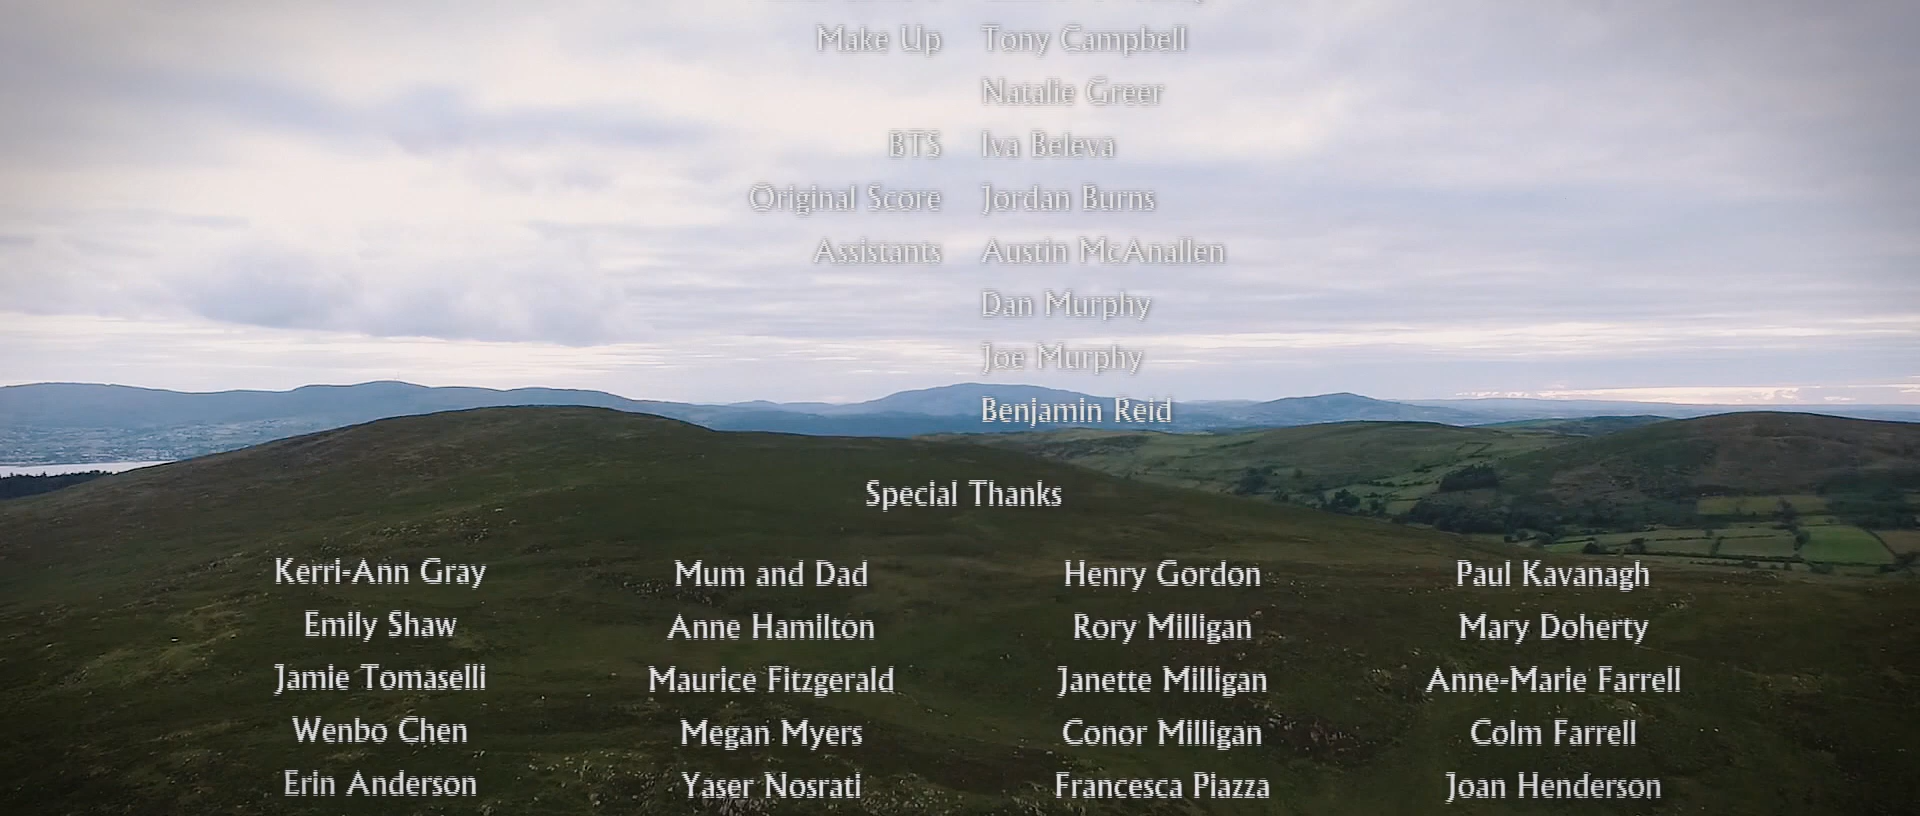 Make Up Tony Campbell
Natalie Greer
BTS Iva Beleva
Original Score Jordan Burns
Assistants Austin McAnallen
Dan Murphy
Joe Murphy
Benjamin Reid
Special Thanks
Kerri-Ann Gray Mum and Dad Henry Gordon Paul Kavanagh
Emily Shaw Anne Hamilton Rory Milligan Mary Doherty
Jamie Tomaselli Maurice Fitzgerald Janette Milligan Anne-Marie Farrell
Wenbo Chen Megan Myers Conor Milligan Colm Farrell
Erin Anderson Yaser Nosrati Francesca Piazza Joan Henderson